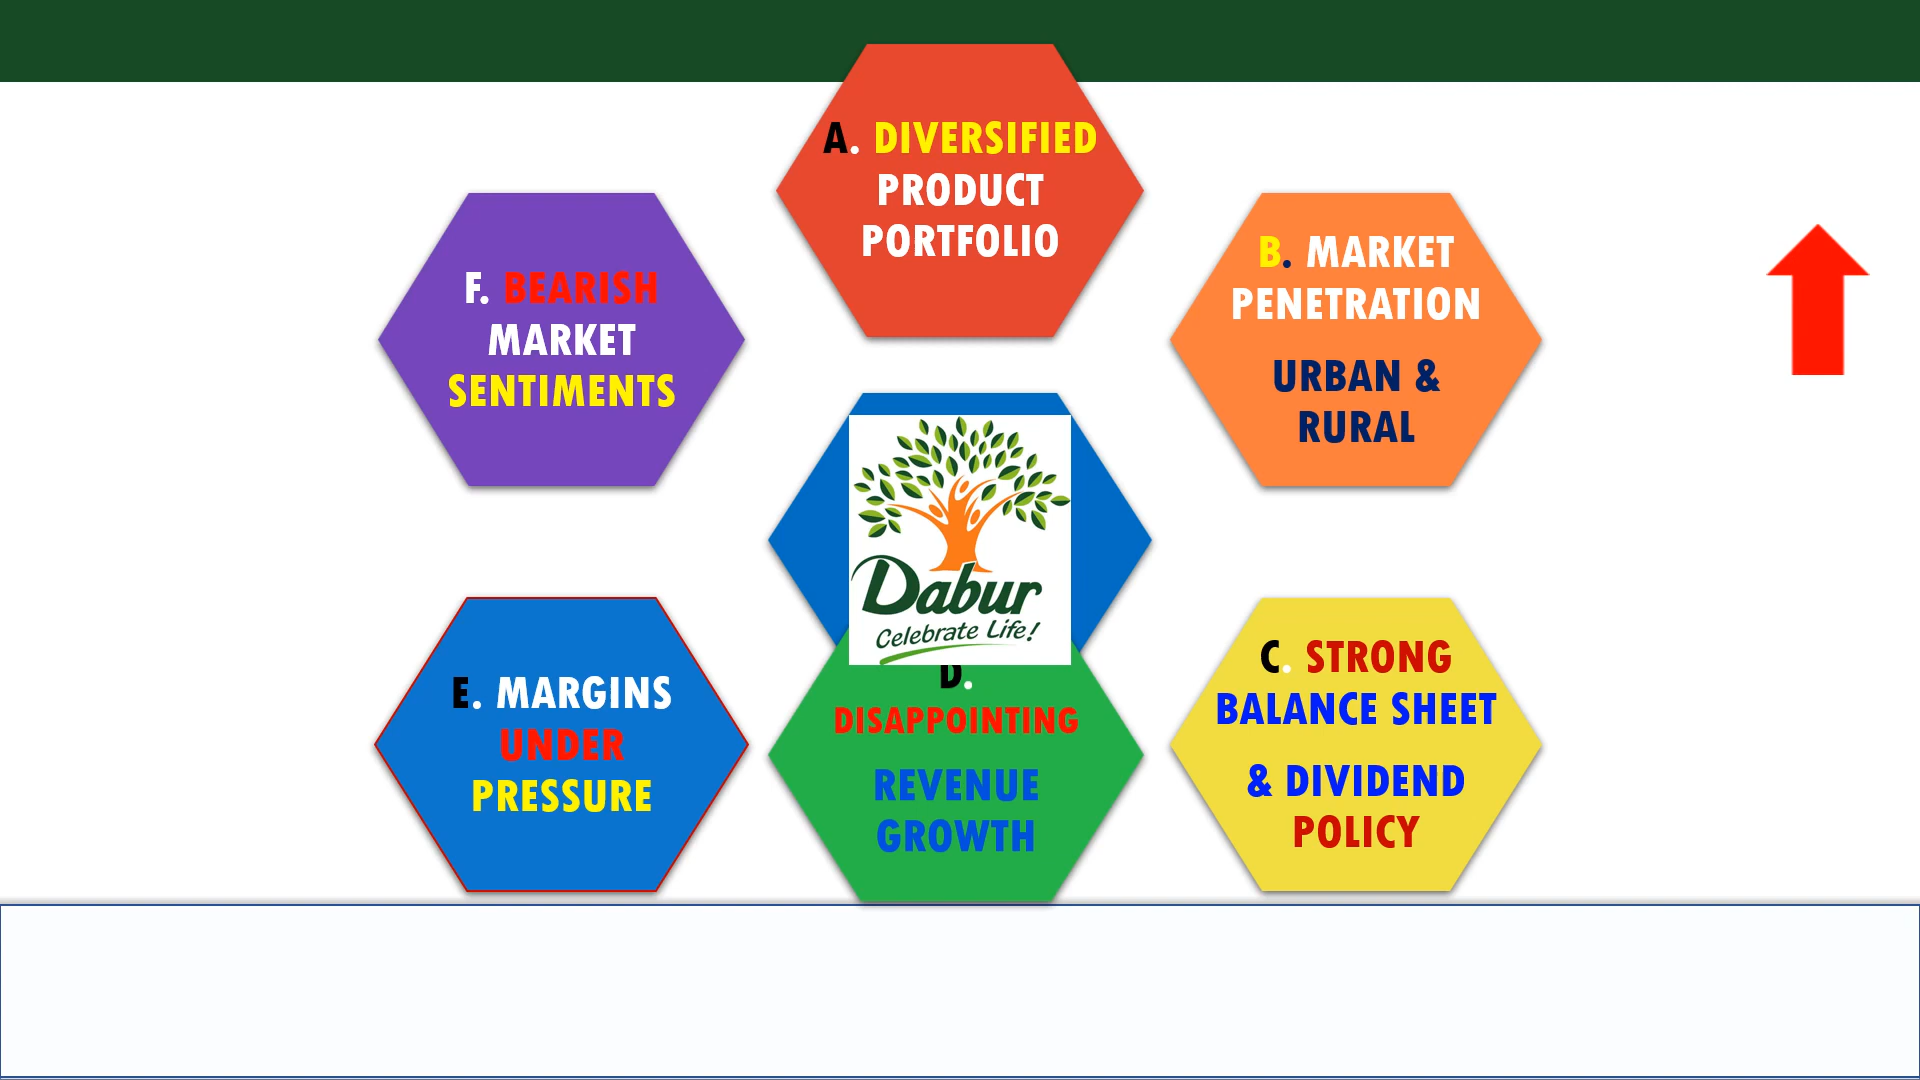 A. DIVERSIFIED
PRODUCT
PORTFOLIO
B. MARKET
PENETRATION
URBAN &
RURAL
C. STRONG
BALANCE SHEET
& DIVIDEND
POLICY
D.
DISAPPOINTING
REVENUE
GROWTH
E. MARGINS
UNDER
PRESSURE
F. BEARISH
MARKET
SENTIMENTS
Dabur
Celebrate Life!